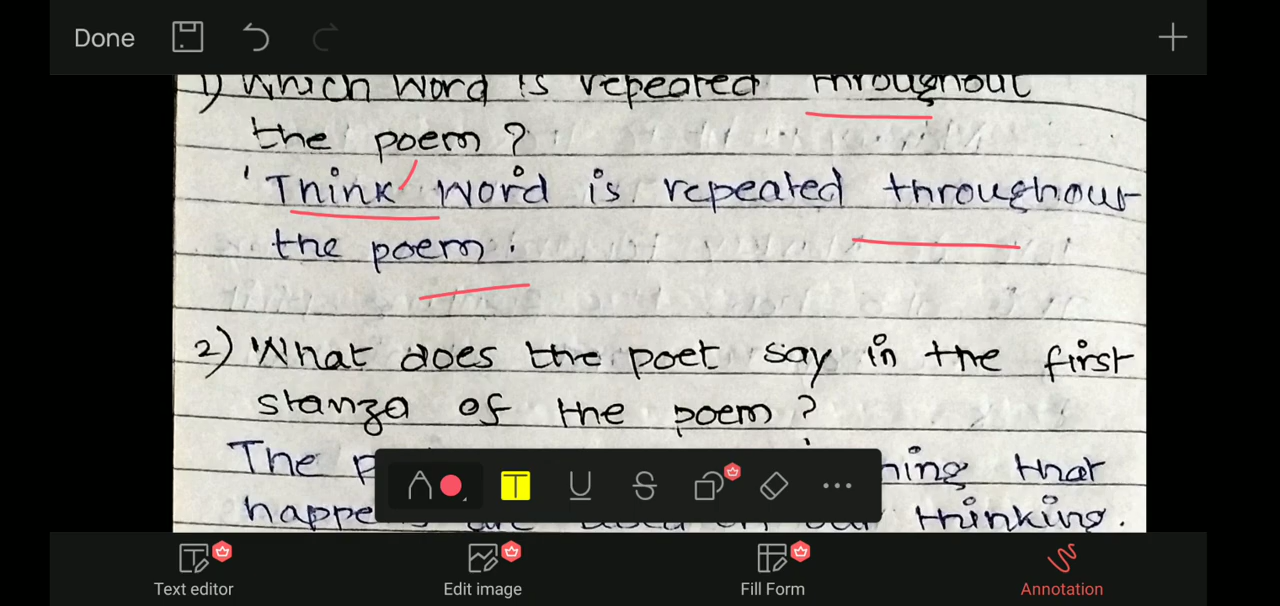 Done
1) Which word is repeated throughout
the poem?
'Think' word is repeated throughout
the poem.
2) What does the poet say in the first
stanza of the poem?
The that
thinking.
Text editor Edit image Fill Form Annotation